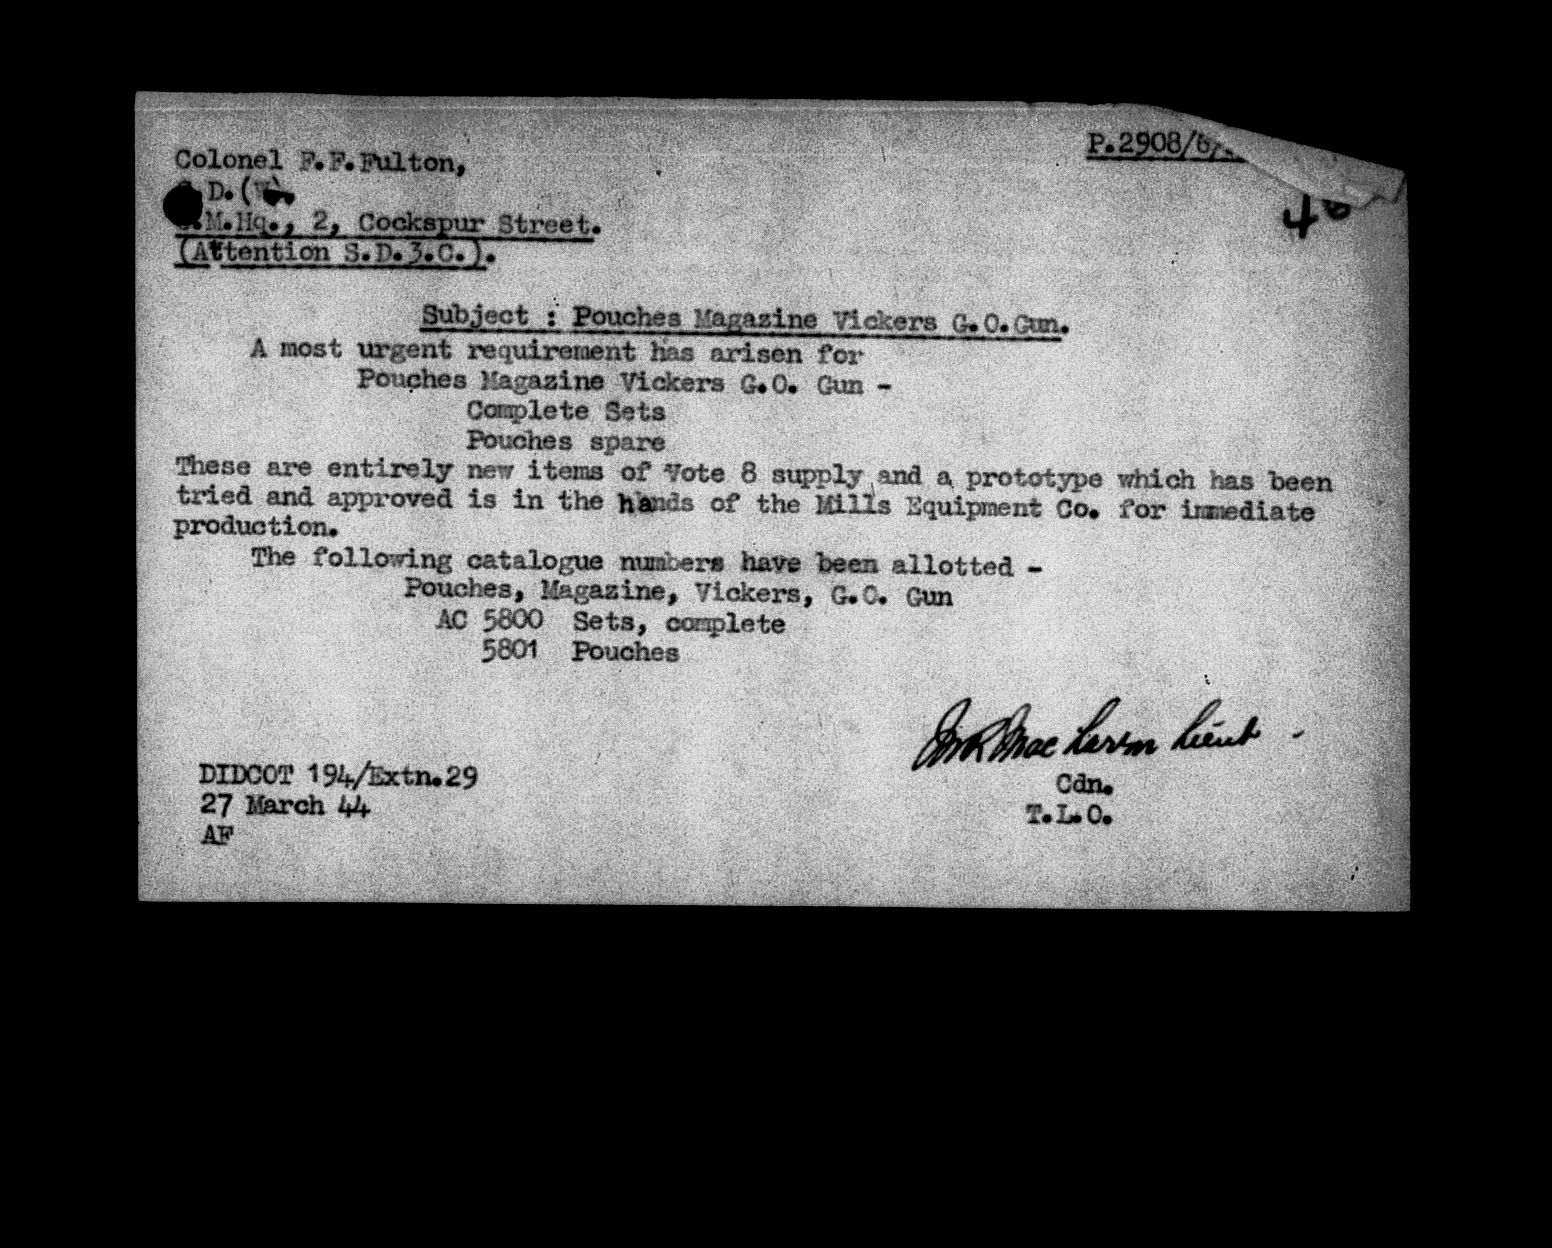 P.2908/6/
Colonel F.F.Fulton,
D.(
.M.Hq., 2, Cockspur Street.
(Attention S.D.3.C.).
Subject : Pouches Magazine Vickers G.O.Gun.
A most urgent requirement has arisen for
Pouches Magazine Vickers G.O. Gun -
Complete Sets
Pouches spare
These are entirely new items of Vote 8 supply and a prototype which has been
tried and approved is in the hands of the Mills Equipment Co. for immediate
production.
The following catalogue numbers have been allotted -
Pouches, Magazine, Vickers, G.O. Gun
AC 5800 Sets, complete
5801 Pouches
Lieut
Cdn.
T.L.O.
DIDCOT 194/Extn.29
27 March 44
AF